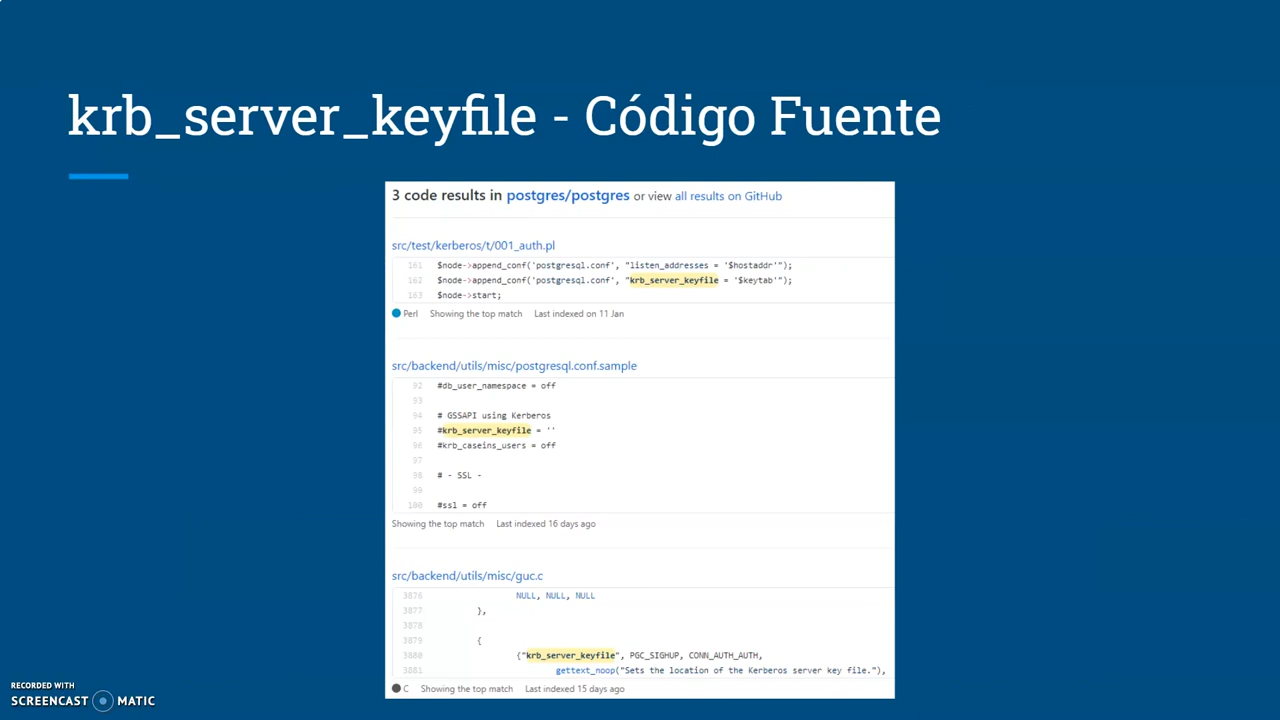 krb_server_keyfile - Código Fuente
3 code results in postgres/postgres or view all results on GitHub
src/test/kerberos/t/001_auth.pl
161 $node->append_conf('postgresql.conf', "listen_addresses = '$hostaddr'");
162 $node->append_conf('postgresql.conf', "krb_server_keyfile = '$keytab'");
163 $node->start;
Perl Showing the top match Last indexed on 11 Jan
src/backend/utils/misc/postgresql.conf.sample
92 #db_user_namespace = off
93
94 # GSSAPI using Kerberos
95 #krb_server_keyfile = ''
96 #krb_caseins_users = off
97
98 # - SSL -
99
100 #ssl = off
Showing the top match Last indexed 16 days ago
src/backend/utils/misc/guc.c
3876 NULL, NULL, NULL
3877 },
3878
3879 {
3880 {"krb_server_keyfile", PGC_SIGHUP, CONN_AUTH_AUTH,
3881 gettext_noop("Sets the location of the Kerberos server key file."),
C Showing the top match Last indexed 15 days ago
RECORDED WITH
SCREENCAST MATIC